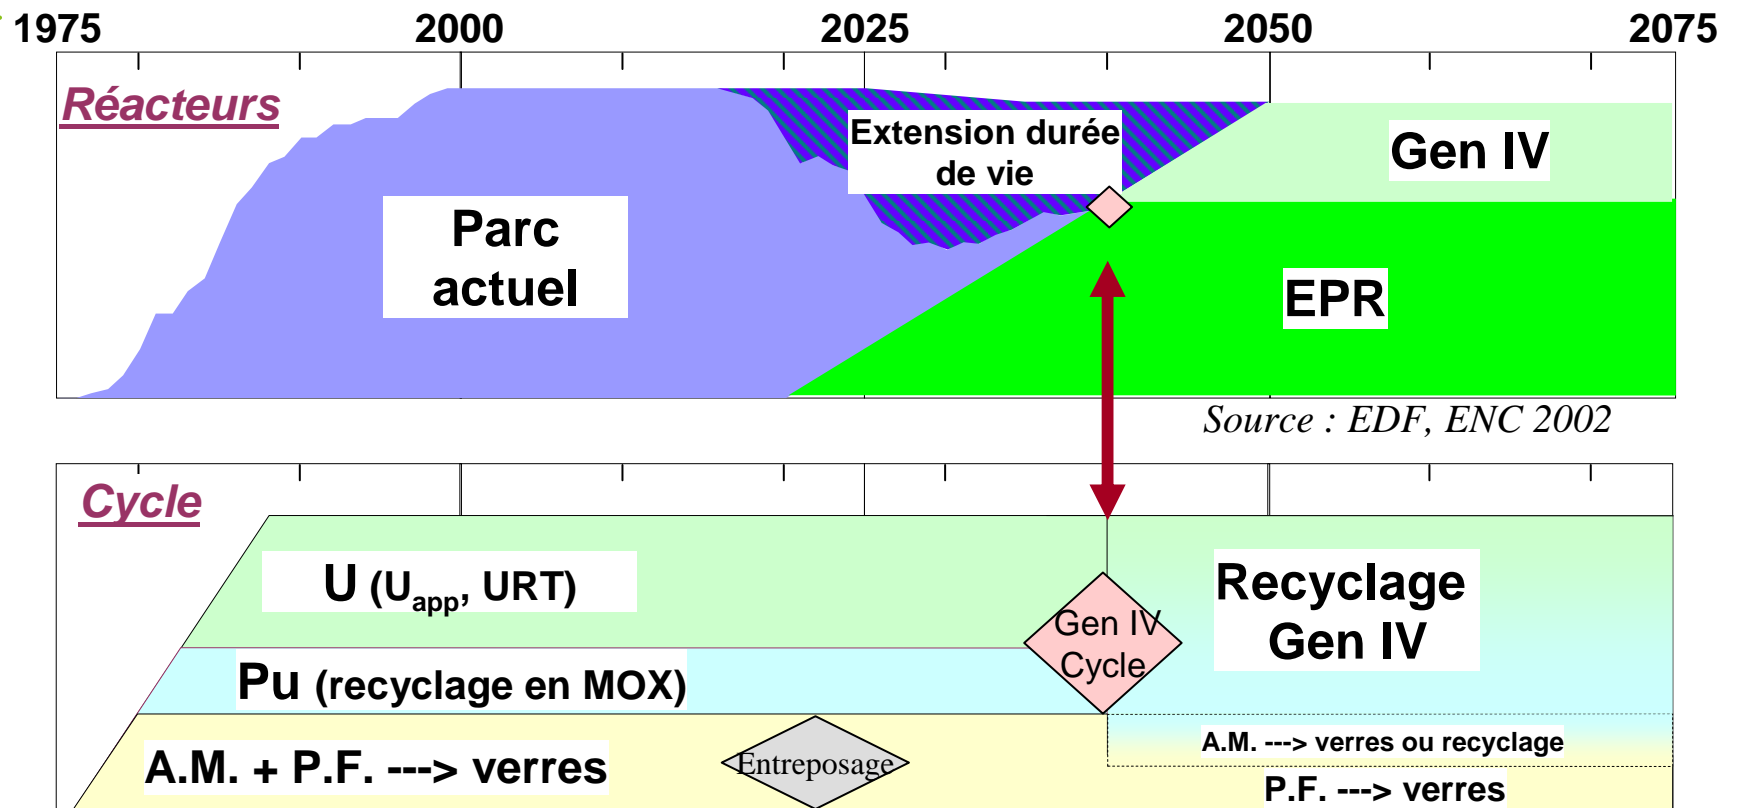 1975 2000 2025 2050 2075
Réacteurs
Extension durée
de vie
Gen IV
Parc
actuel
EPR
Source : EDF, ENC 2002
Cycle
U (Uapp, URT)
Recyclage
Gen IV
Gen IV
Cycle
Pu (recyclage en MOX)
A.M. ---> verres ou recyclage
A.M. + P.F. ---> verres
Entreposage
P.F. ---> verres